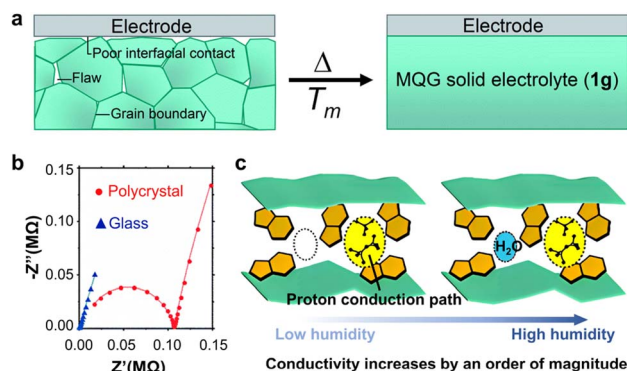 a
Electrode
Poor interfacial contact
Flaw
Grain boundary
Δ
Tm
Electrode
MQG solid electrolyte (1g)
b
-Z''(MΩ)
0.15
0.10
0.05
0.00
Polycrystal
Glass
0.00
0.05
0.10
0.15
Z'(MΩ)
c
H2O
Proton conduction path
Low humidity
High humidity
Conductivity increases by an order of magnitude